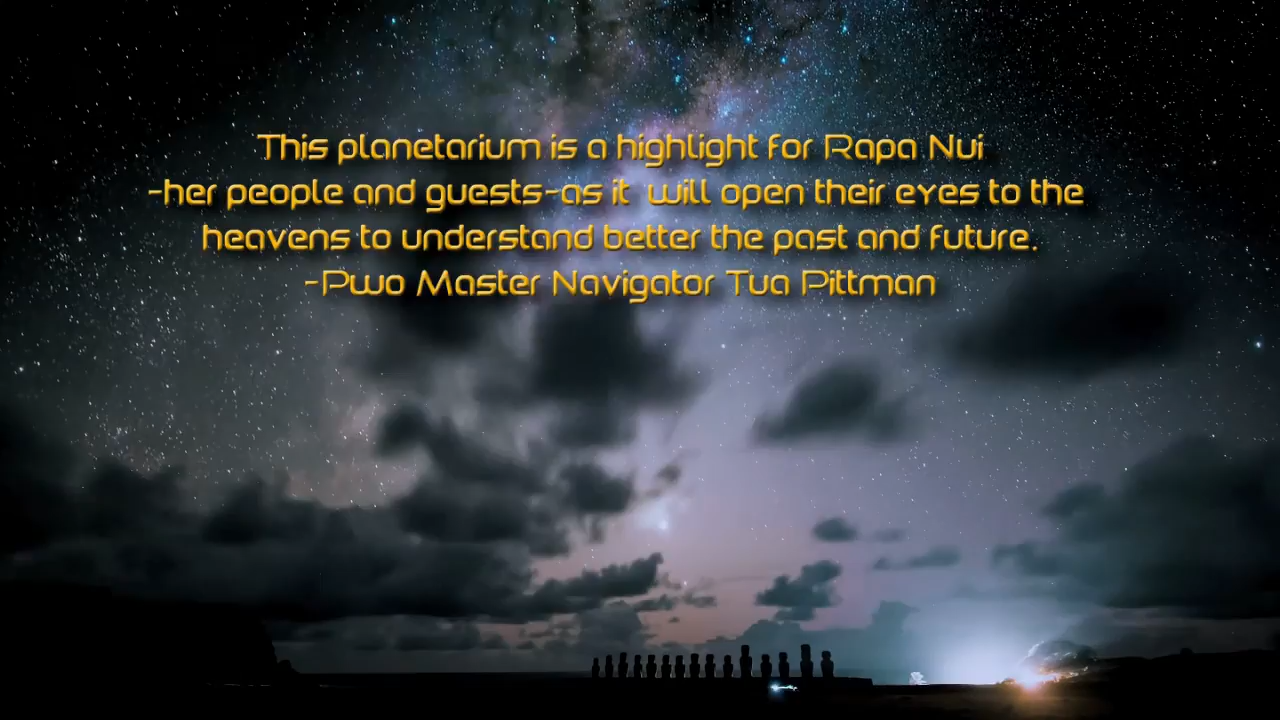 This planetarium is a highlight for Rapa Nui
-her people and guests-as it will open their eyes to the
heavens to understand better the past and future.
-Pwo Master Navigator Tua Pittman